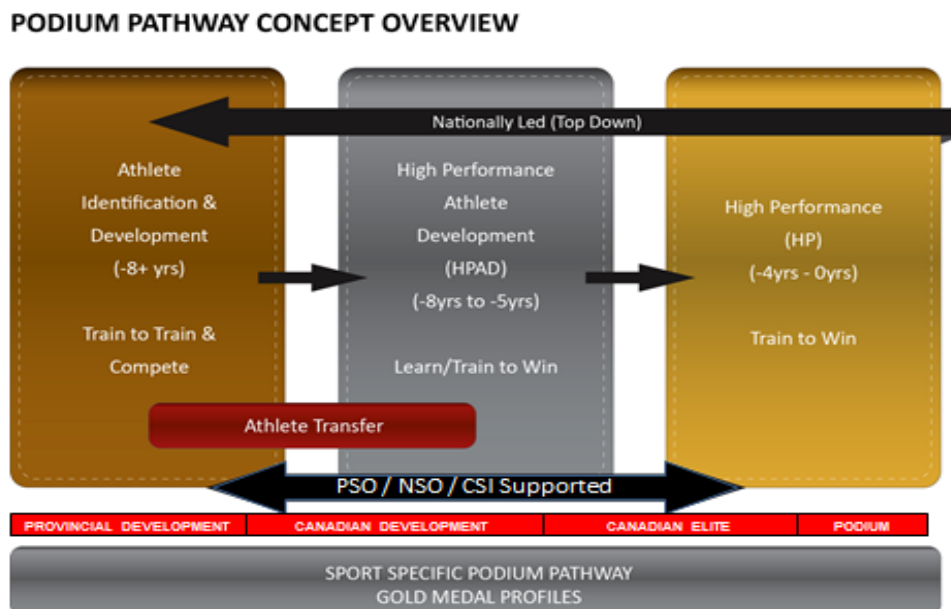 PODIUM PATHWAY CONCEPT OVERVIEW
Nationally Led (Top Down)
Athlete
Identification &
Development
(-8+ yrs)
Train to Train &
Compete
High Performance
Athlete
Development
(HPAD)
(-8yrs to -5yrs)
Learn/Train to Win
High Performance
(HP)
(-4yrs - 0yrs)
Train to Win
Athlete Transfer
PSO / NSO / CSI Supported
PROVINCIAL DEVELOPMENT
CANADIAN DEVELOPMENT
CANADIAN ELITE
PODIUM
SPORT SPECIFIC PODIUM PATHWAY
GOLD MEDAL PROFILES